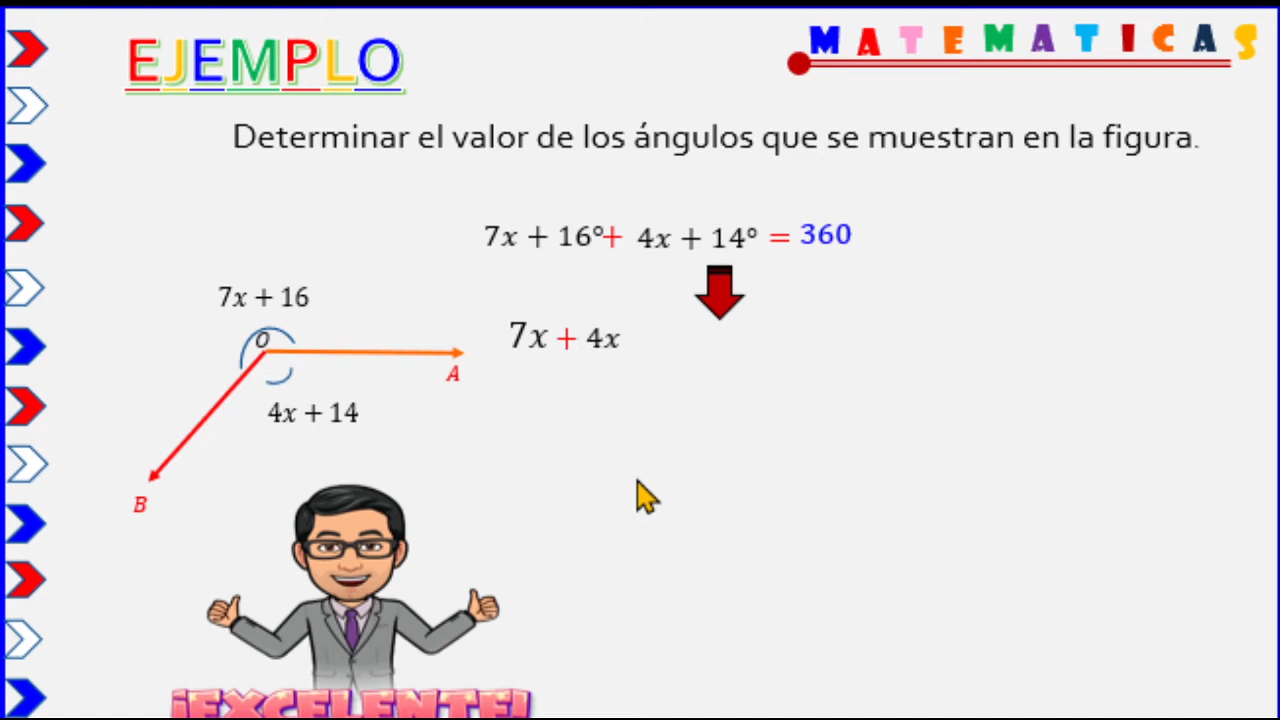 EJEMPLO
MATEMATICAS
Determinar el valor de los ángulos que se muestran en la figura.
7x + 16° + 4x + 14° = 360
7x + 16
7x + 4x
O
A
4x + 14
B
¡EXCELENTE!